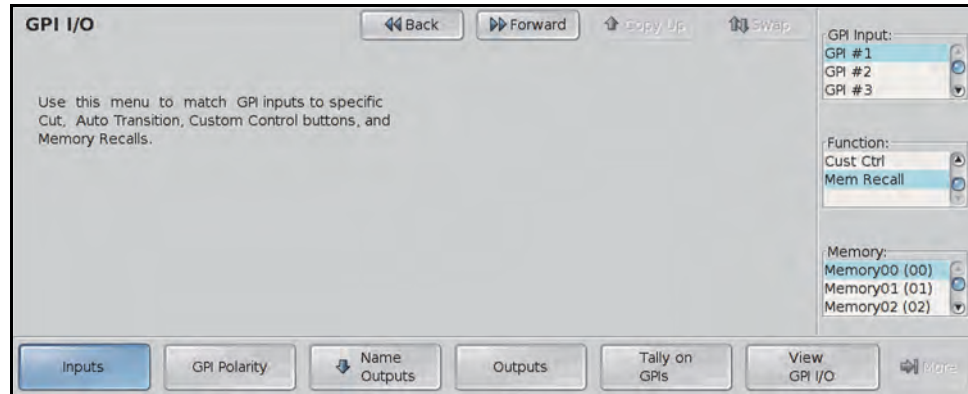 GPI I/O
Back
Forward
Copy Up
Swap
Use this menu to match GPI inputs to specific
Cut, Auto Transition, Custom Control buttons, and
Memory Recalls.
GPI Input:
GPI #1
GPI #2
GPI #3
Function:
Cust Ctrl
Mem Recall
Memory:
Memory00 (00)
Memory01 (01)
Memory02 (02)
Inputs
GPI Polarity
Name
Outputs
Outputs
Tally on
GPIs
View
GPI I/O
More